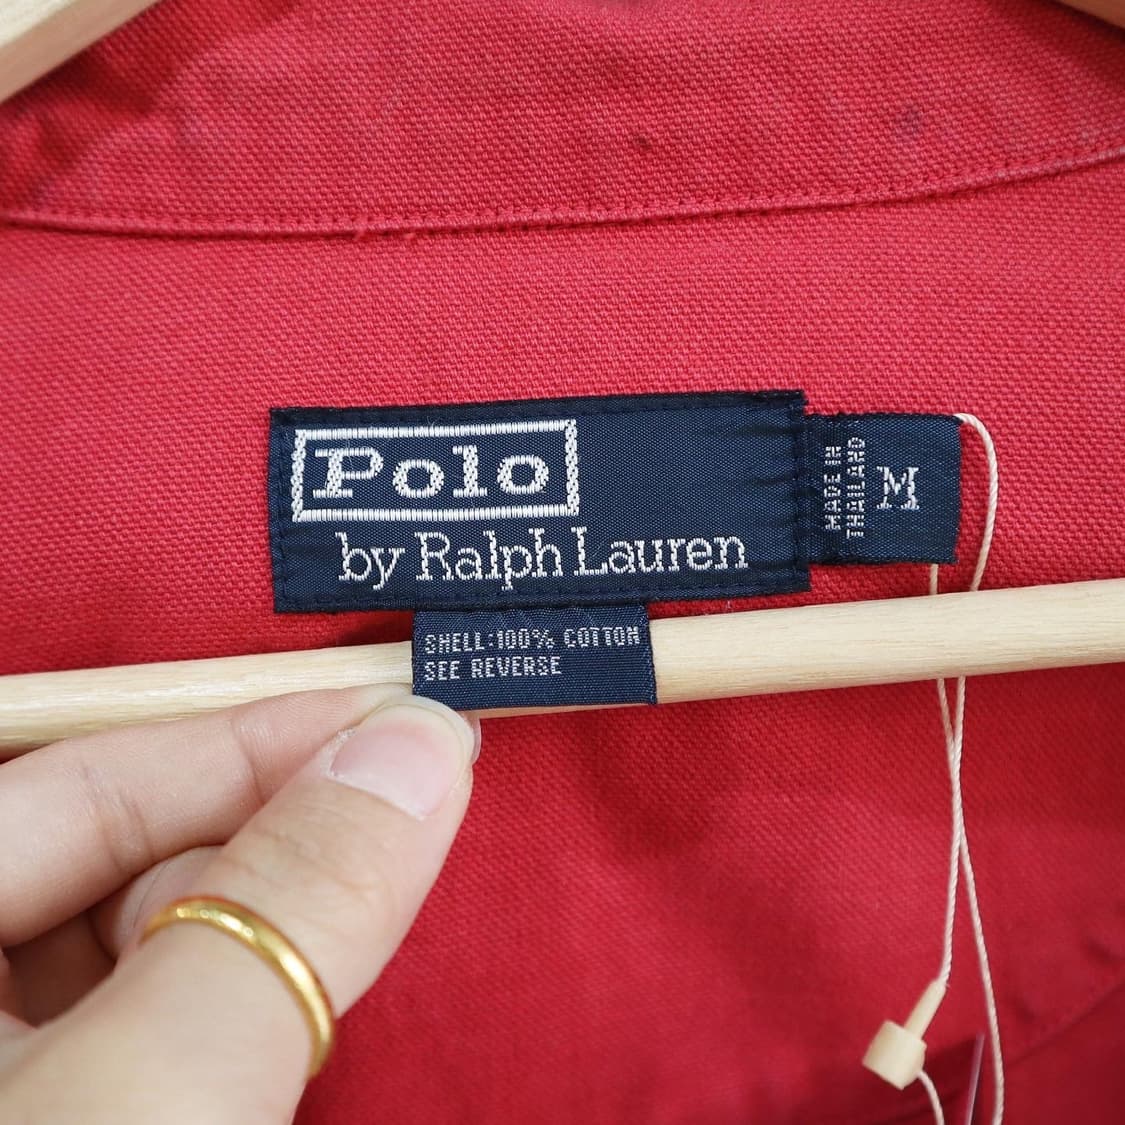 Polo
by Ralph Lauren
MADE IN
THAILAND
M
SHELL:100% COTTON
SEE REVERSE